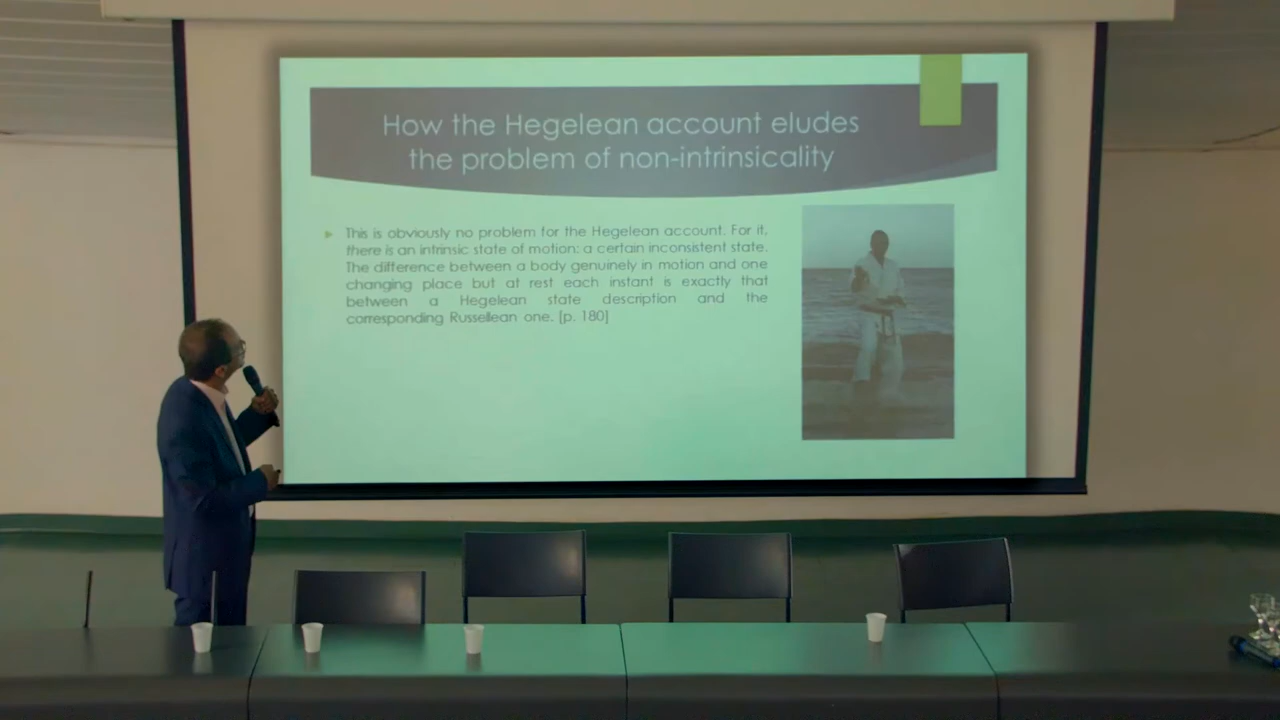 How the Hegelean account eludes
the problem of non-intrinsicality
This is obviously no problem for the Hegelean account. For it,
there is an intrinsic state of motion: a certain inconsistent state.
The difference between a body genuinely in motion and one
changing place but at rest each instant is exactly that
between a Hegelean state description and the
corresponding Russellean one. [p. 180]